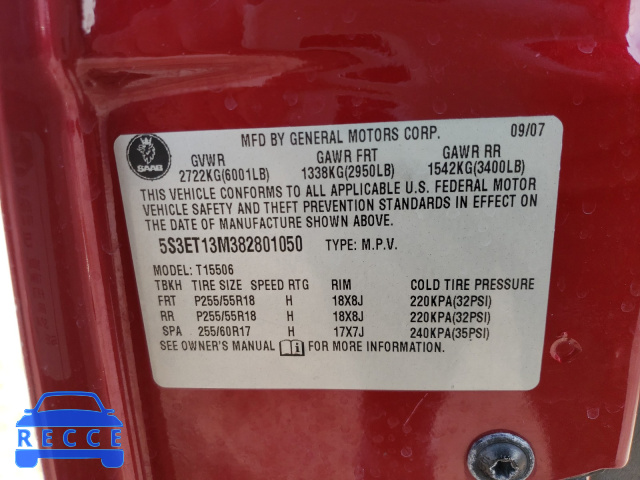 MFD BY GENERAL MOTORS CORP. 09/07
SAAB
GVWR GAWR FRT GAWR RR
2722KG(6001LB) 1338KG(2950LB) 1542KG(3400LB)
THIS VEHICLE CONFORMS TO ALL APPLICABLE U.S. FEDERAL MOTOR
VEHICLE SAFETY AND THEFT PREVENTION STANDARDS IN EFFECT ON
THE DATE OF MANUFACTURE SHOWN ABOVE.
5S3ET13M382801050 TYPE: M.P.V.
MODEL: T15506
TBKH TIRE SIZE SPEED RTG RIM COLD TIRE PRESSURE
FRT P255/55R18 H 18X8J 220KPA(32PSI)
RR P255/55R18 H 18X8J 220KPA(32PSI)
SPA 255/60R17 H 17X7J 240KPA(35PSI)
SEE OWNER'S MANUAL FOR MORE INFORMATION.
RECCE